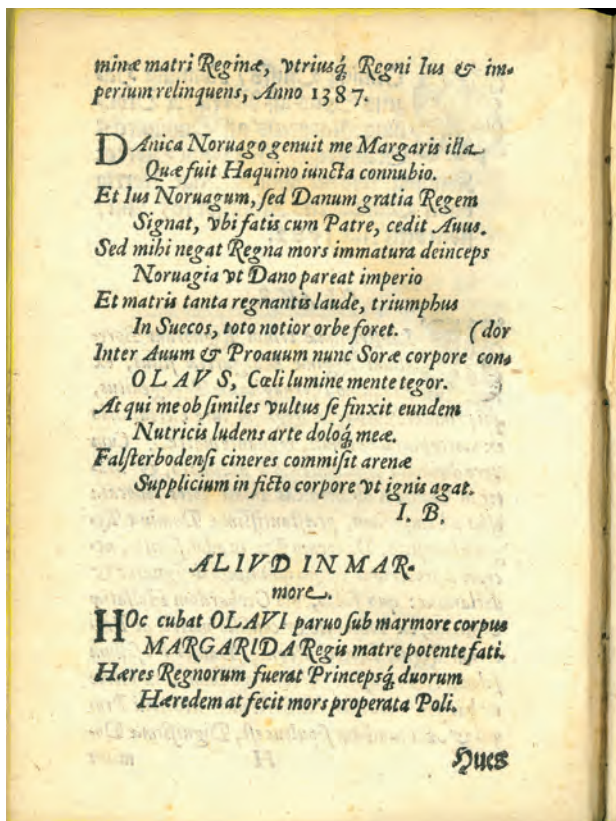 minæ matri Reginæ, vtriusq́ Regni Ius & im-
perium relinquens, Anno 1387.
DAnica Noruago genuit me Margaris illa
Quæ fuit Haquino iuncta connubio.
Et Ius Noruagum, sed Danum gratia Regem
Signat, vbi fatis cum Patre, cedit Auus.
Sed mihi negat Regna mors immatura deinceps
Noruagia vt Dano pareat imperio
Et matris tanta regnantis laude, triumphus
In Suecos, toto notior orbe foret. (dor
Inter Auum & Proauum nunc Soræ corpore con-
OLAVS, Cœli lumine mente tegor.
At qui me ob similes vultus se finxit eundem
Nutricis ludens arte doloq́ meæ.
Falsterbodensi cineres commisit arenæ
Supplicium in ficto corpore vt ignis agat.
I. B.
ALIVD IN MAR-
more.
HOc cubat OLAVI paruo sub marmore corpus
MARGARIDA Regis matre potente sati.
Hæres Regnorum fuerat Princepsq́ duorum
Hæredem at fecit mors properata Poli.
Hues